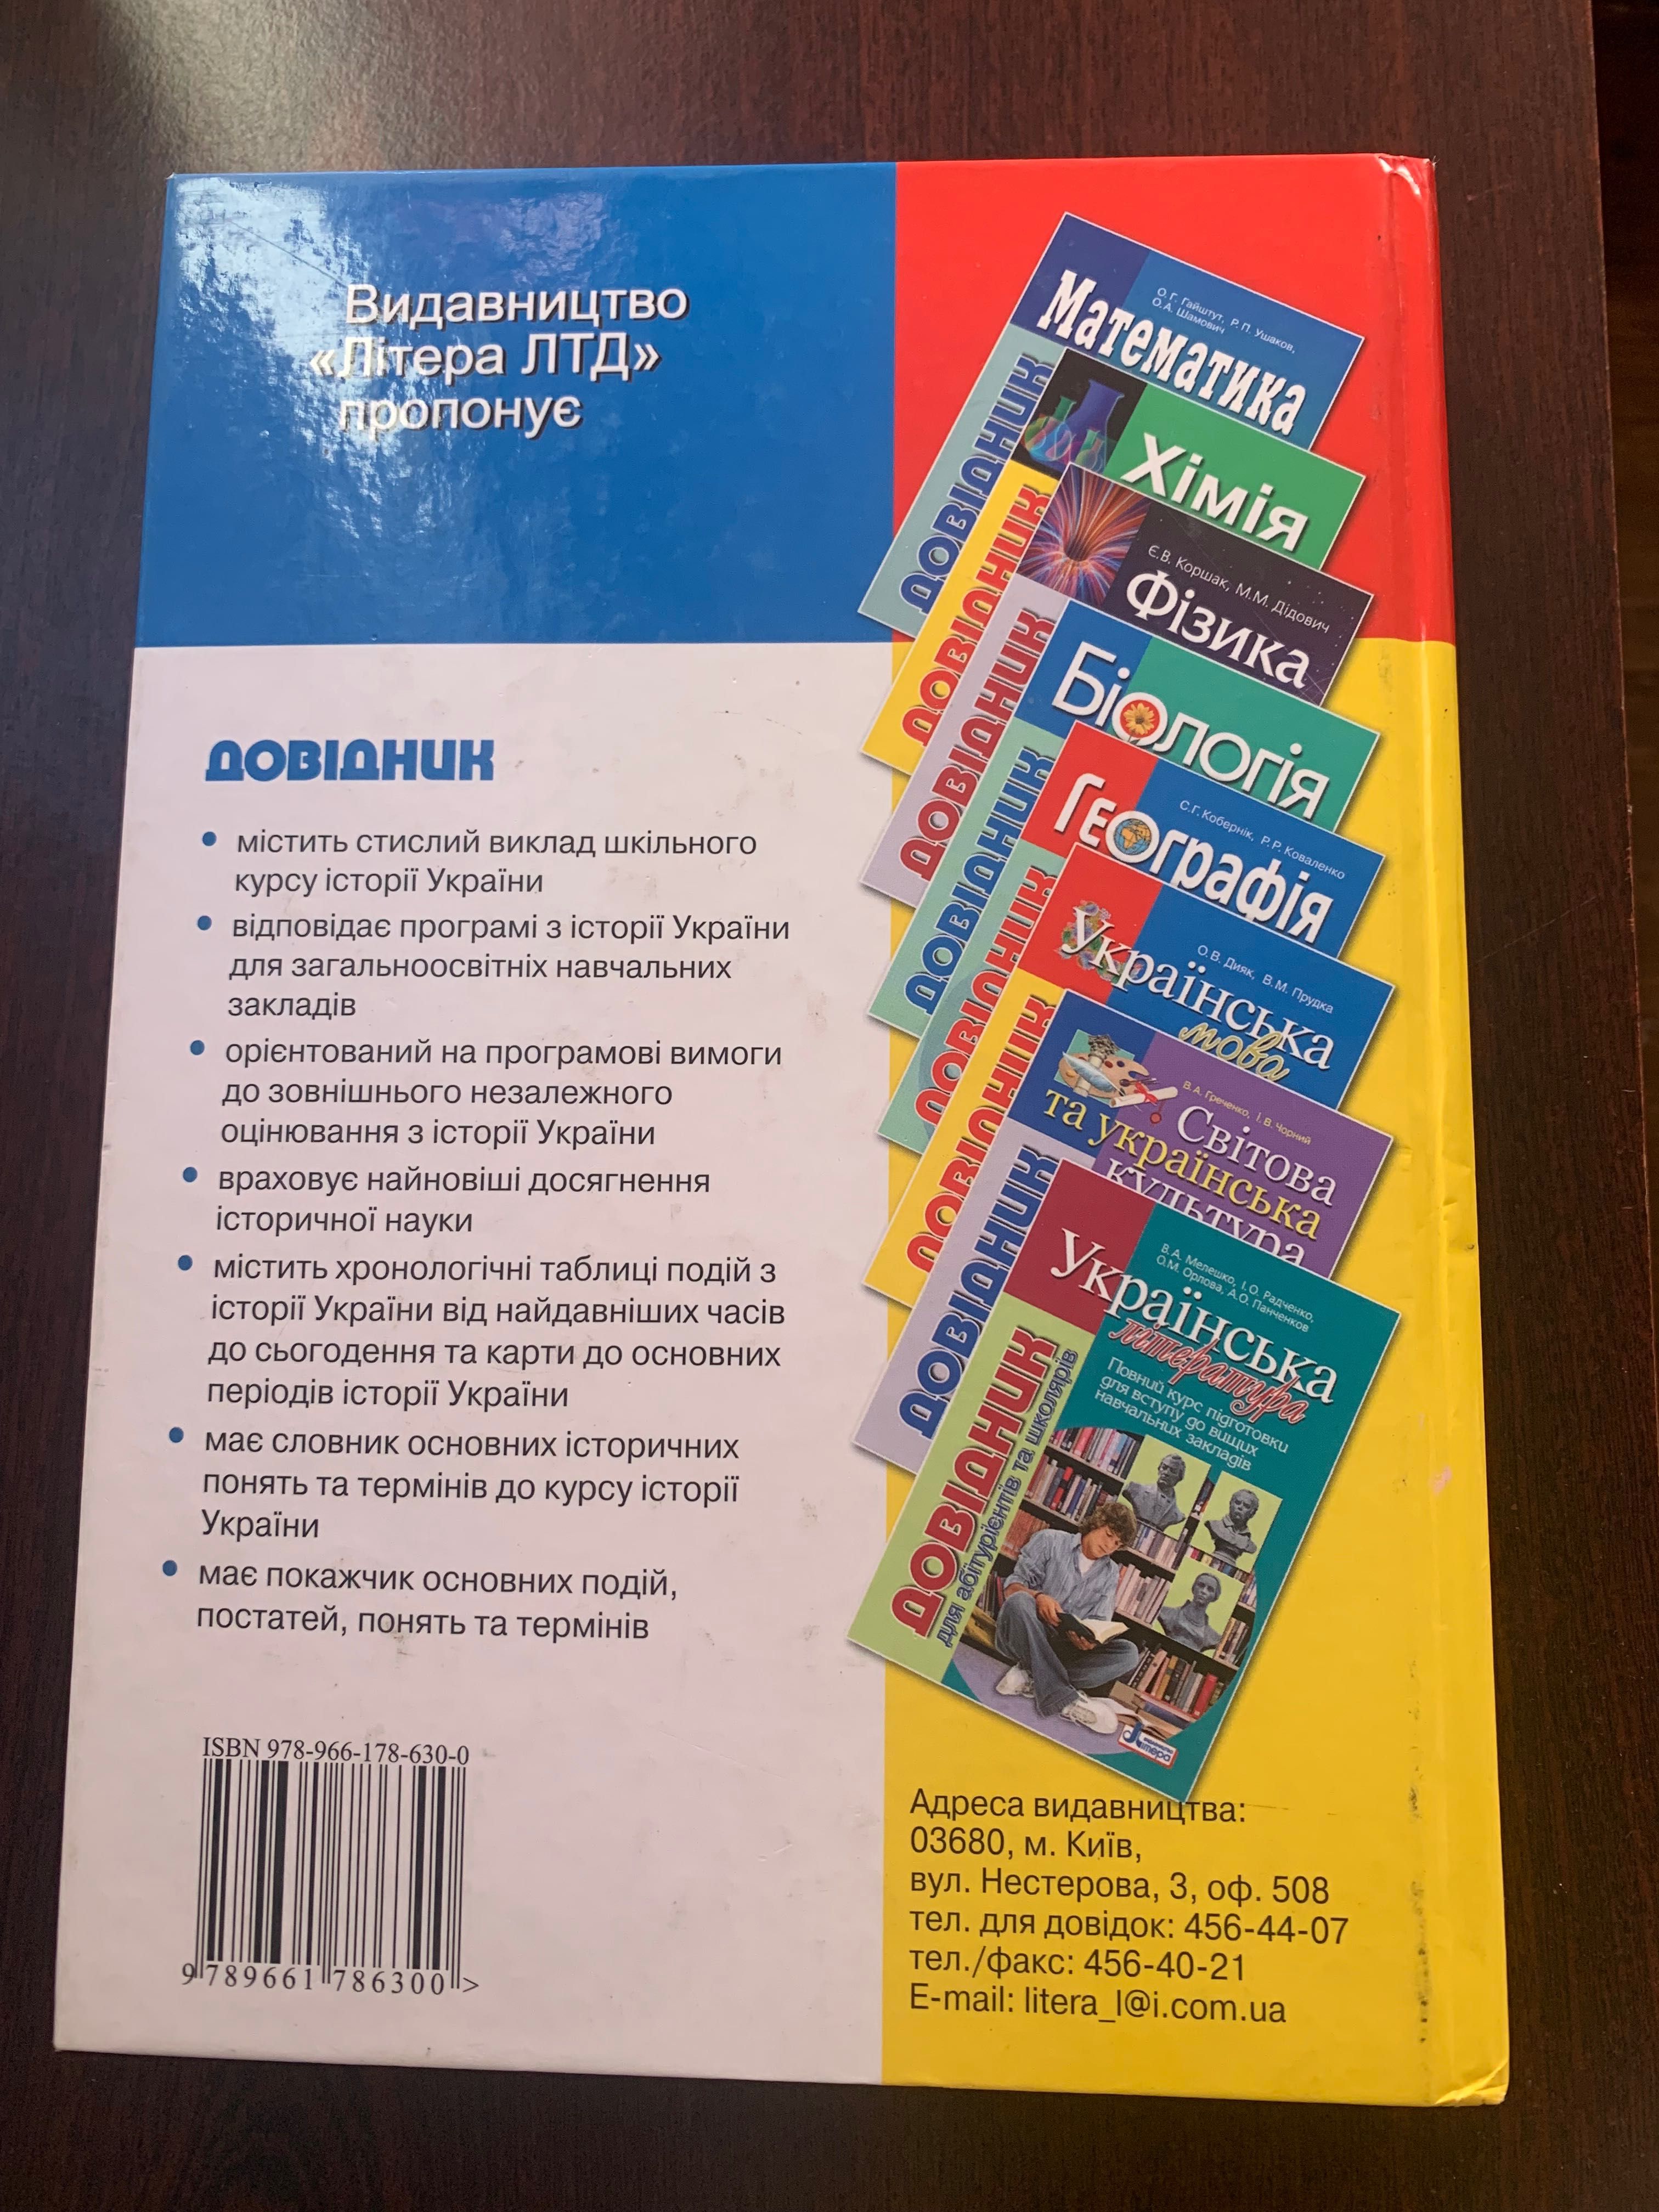 Видавництво
«Літера ЛТД»
пропонує
ДОВІДНИК
• містить стислий виклад шкільного
курсу історії України
• відповідає програмі з історії України
для загальноосвітніх навчальних
закладів
• орієнтований на програмові вимоги
до зовнішнього незалежного
оцінювання з історії України
• враховує найновіші досягнення
історичної науки
• містить хронологічні таблиці подій з
історії України від найдавніших часів
до сьогодення та карти до основних
періодів історії України
• має словник основних історичних
понять та термінів до курсу історії
України
• має покажчик основних подій,
постатей, понять та термінів
ISBN 978-966-178-630-0
9 789661 786300 >
О.Г. Гайштут, Р.П. Ушаков,
О.А. Шамович
Математика
ДОВІДНИК
Хімія
ДОВІДНИК
Є.В. Коршак, М.М. Дідович
Фізика
ДОВІДНИК
Біологія
ДОВІДНИК
С.Г. Кобернік, Р.Р. Коваленко
Географія
ДОВІДНИК
О.В. Дияк, В.М. Прудка
Українська
мова
ДОВІДНИК
В.А. Греченко, І.В. Чорний
Світова
та українська
культура
ДОВІДНИК
В.А. Мелешко, І.О. Радченко,
О.М. Орлова, А.О. Панченков
Українська
література
Повний курс підготовки
для вступу до вищих
навчальних закладів
ДОВІДНИК
для абітурієнтів та школярів
Літера
Адреса видавництва:
03680, м. Київ,
вул. Нестерова, 3, оф. 508
тел. для довідок: 456-44-07
тел./факс: 456-40-21
E-mail: litera_l@i.com.ua